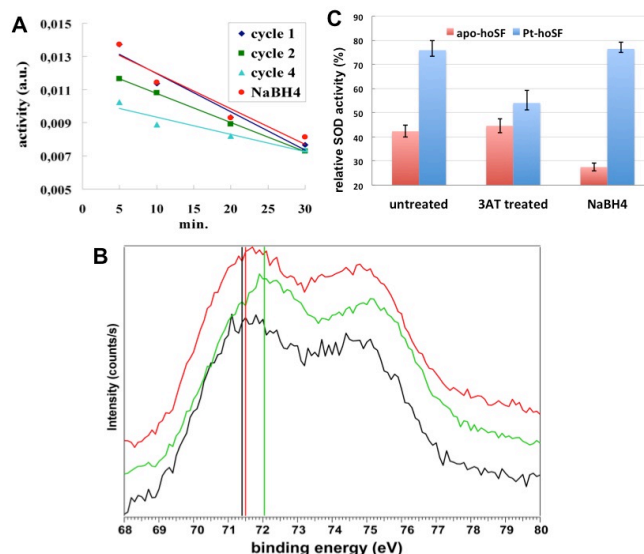 A
activity (a.u.)
0,015
0,013
0,011
0,009
0,007
0,005
cycle 1
cycle 2
cycle 4
NaBH4
0 5 10 15 20 25 30
min.
C
apo-hoSF Pt-hoSF
relative SOD activity (%)
90
80
70
60
50
40
30
20
untreated 3AT treated NaBH4
B
Intensity (counts/s)
68 69 70 71 72 73 74 75 76 77 78 79 80
binding energy (eV)